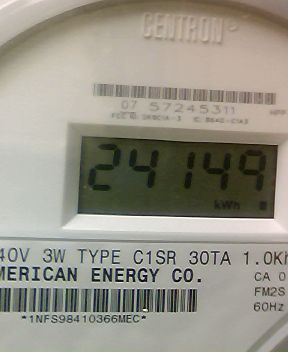 CENTRON®
07 57245311
24149
kWh
40V 3W TYPE C1SR 30TA 1.0Kh
MERICAN ENERGY CO.
CA 0
FM2S
60Hz
*1NFS98410366MEC*